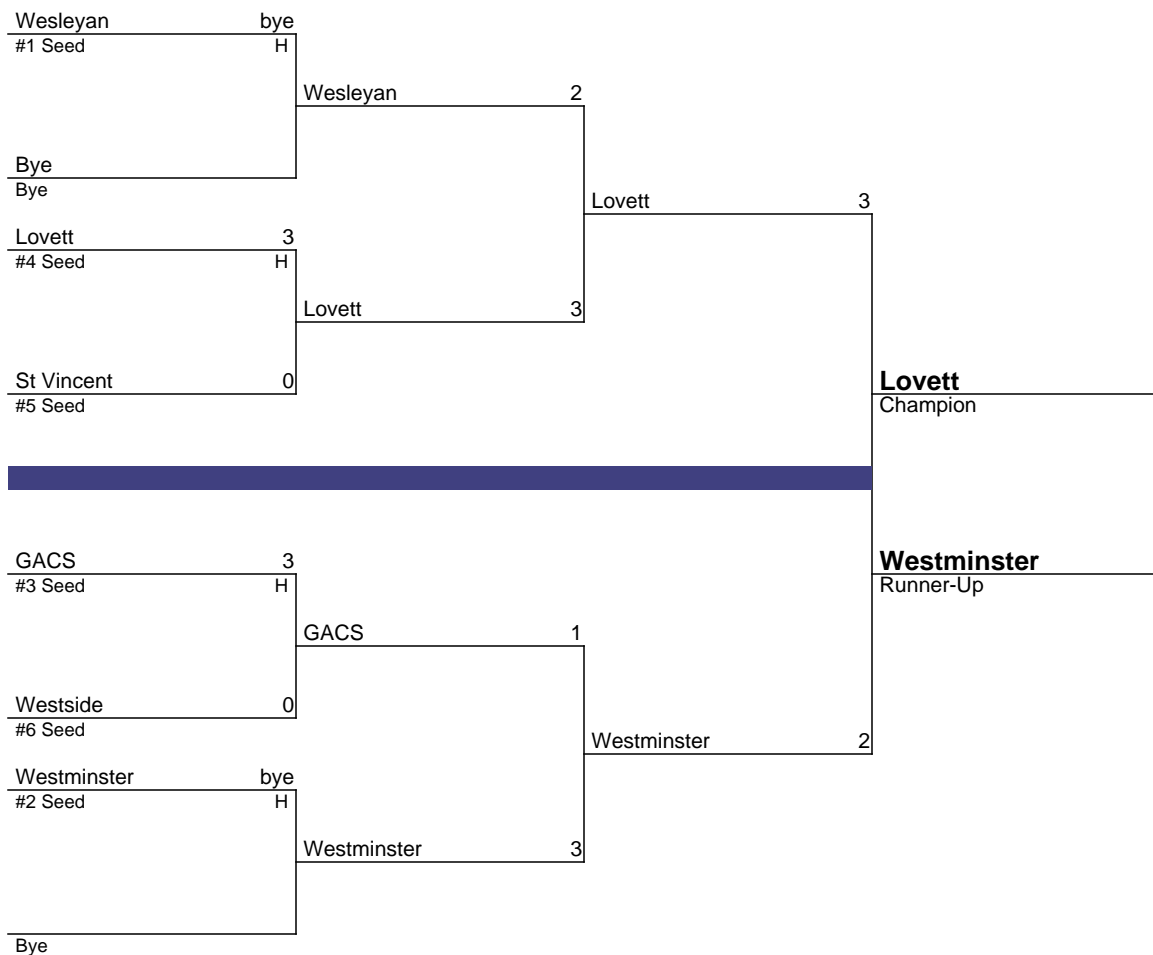 Wesleyan bye
#1 Seed H
Wesleyan 2
Bye
Bye
Lovett 3
Lovett 3
#4 Seed H
Lovett 3
St Vincent 0
#5 Seed
Lovett
Champion
GACS 3
#3 Seed H
Westminster
Runner-Up
GACS 1
Westside 0
#6 Seed
Westminster 2
Westminster bye
#2 Seed H
Westminster 3
Bye